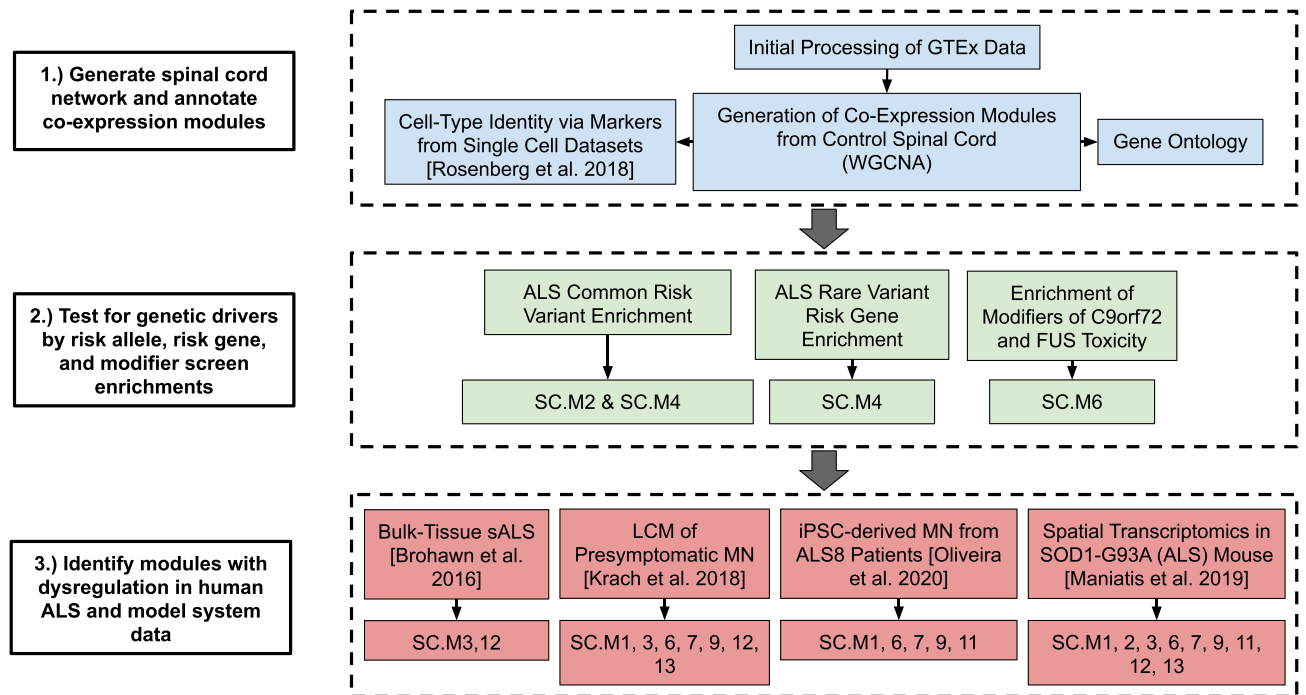 1.) Generate spinal cord
network and annotate
co-expression modules
Initial Processing of GTEx Data
Cell-Type Identity via Markers
from Single Cell Datasets
[Rosenberg et al. 2018]
Generation of Co-Expression Modules
from Control Spinal Cord
(WGCNA)
Gene Ontology
2.) Test for genetic drivers
by risk allele, risk gene,
and modifier screen
enrichments
ALS Common Risk
Variant Enrichment
ALS Rare Variant
Risk Gene
Enrichment
Enrichment of
Modifiers of C9orf72
and FUS Toxicity
SC.M2 & SC.M4
SC.M4
SC.M6
3.) Identify modules with
dysregulation in human
ALS and model system
data
Bulk-Tissue sALS
[Brohawn et al.
2016]
LCM of
Presymptomatic MN
[Krach et al. 2018]
iPSC-derived MN from
ALS8 Patients [Oliveira
et al. 2020]
Spatial Transcriptomics in
SOD1-G93A (ALS) Mouse
[Maniatis et al. 2019]
SC.M3,12
SC.M1, 3, 6, 7, 9, 12,
13
SC.M1, 6, 7, 9, 11
SC.M1, 2, 3, 6, 7, 9, 11,
12, 13